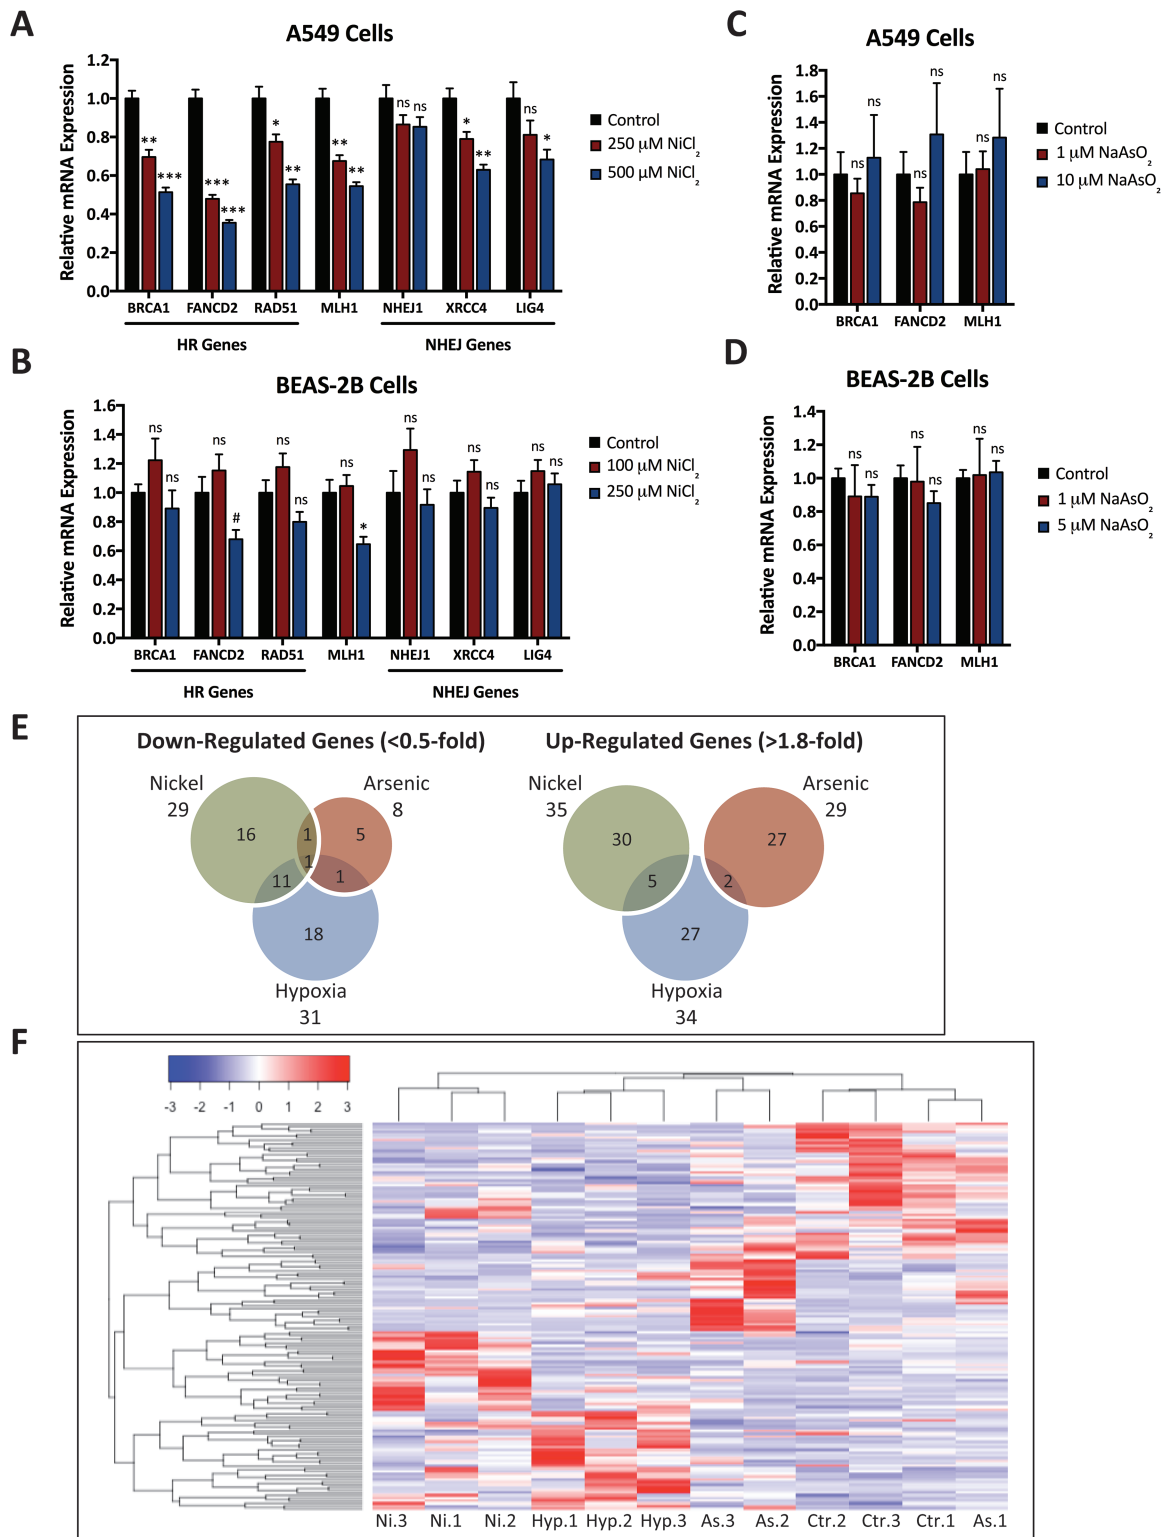 A
A549 Cells
Relative mRNA Expression
1.2
1.0
0.8
0.6
0.4
0.2
0.0
** *** *** *** * ** ** ** ns ns * ** ns *
BRCA1 FANCD2 RAD51 MLH1 NHEJ1 XRCC4 LIG4
HR Genes NHEJ Genes
Control
250 µM NiCl2
500 µM NiCl2
C
A549 Cells
Relative mRNA Expression
1.8
1.6
1.4
1.2
1.0
0.8
0.6
0.4
0.2
0.0
ns ns ns ns ns ns
BRCA1 FANCD2 MLH1
Control
1 µM NaAsO2
10 µM NaAsO2
B
BEAS-2B Cells
Relative mRNA Expression
1.6
1.4
1.2
1.0
0.8
0.6
0.4
0.2
0.0
ns ns ns # ns ns ns * ns ns ns ns ns ns
BRCA1 FANCD2 RAD51 MLH1 NHEJ1 XRCC4 LIG4
HR Genes NHEJ Genes
Control
100 µM NiCl2
250 µM NiCl2
D
BEAS-2B Cells
Relative mRNA Expression
1.4
1.2
1.0
0.8
0.6
0.4
0.2
0.0
ns ns ns ns ns ns
BRCA1 FANCD2 MLH1
Control
1 µM NaAsO2
5 µM NaAsO2
E
Down-Regulated Genes (<0.5-fold)
Nickel
29
Arsenic
8
16 1 5
1
11 1
18
Hypoxia
31
Up-Regulated Genes (>1.8-fold)
Nickel
35
Arsenic
29
30 27
5 2
27
Hypoxia
34
F
-3 -2 -1 0 1 2 3
Ni.3 Ni.1 Ni.2 Hyp.1 Hyp.2 Hyp.3 As.3 As.2 Ctr.2 Ctr.3 Ctr.1 As.1